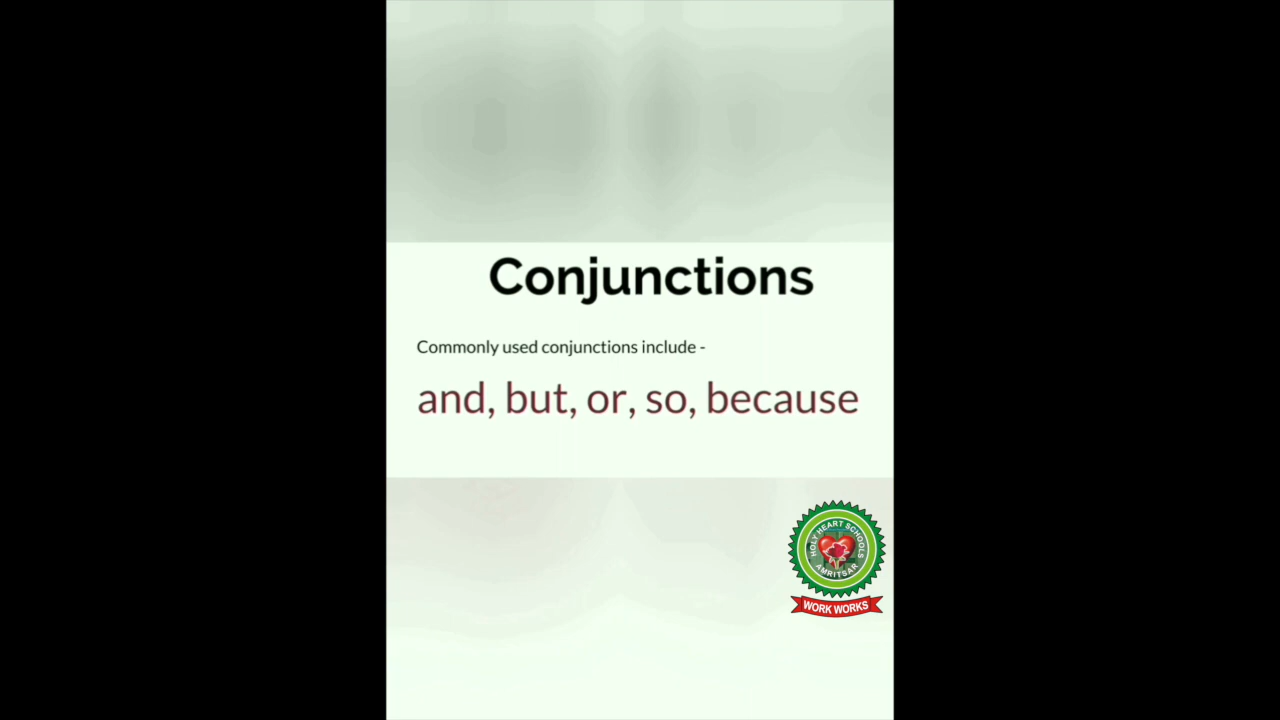 Conjunctions
Commonly used conjunctions include -
and, but, or, so, because
HOLY HEART SCHOOLS
AMRITSAR
WORK WORKS